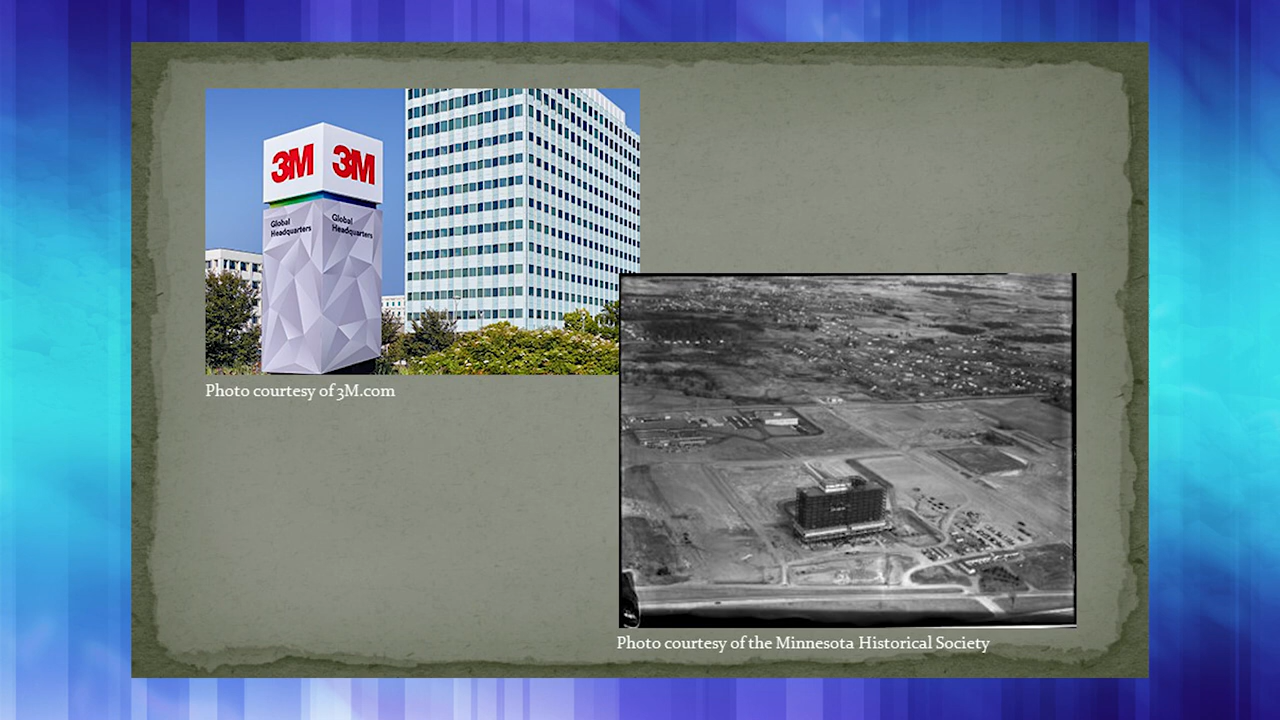 3M 3M
Global Global
Headquarters Headquarters
Photo courtesy of 3M.com
Photo courtesy of the Minnesota Historical Society